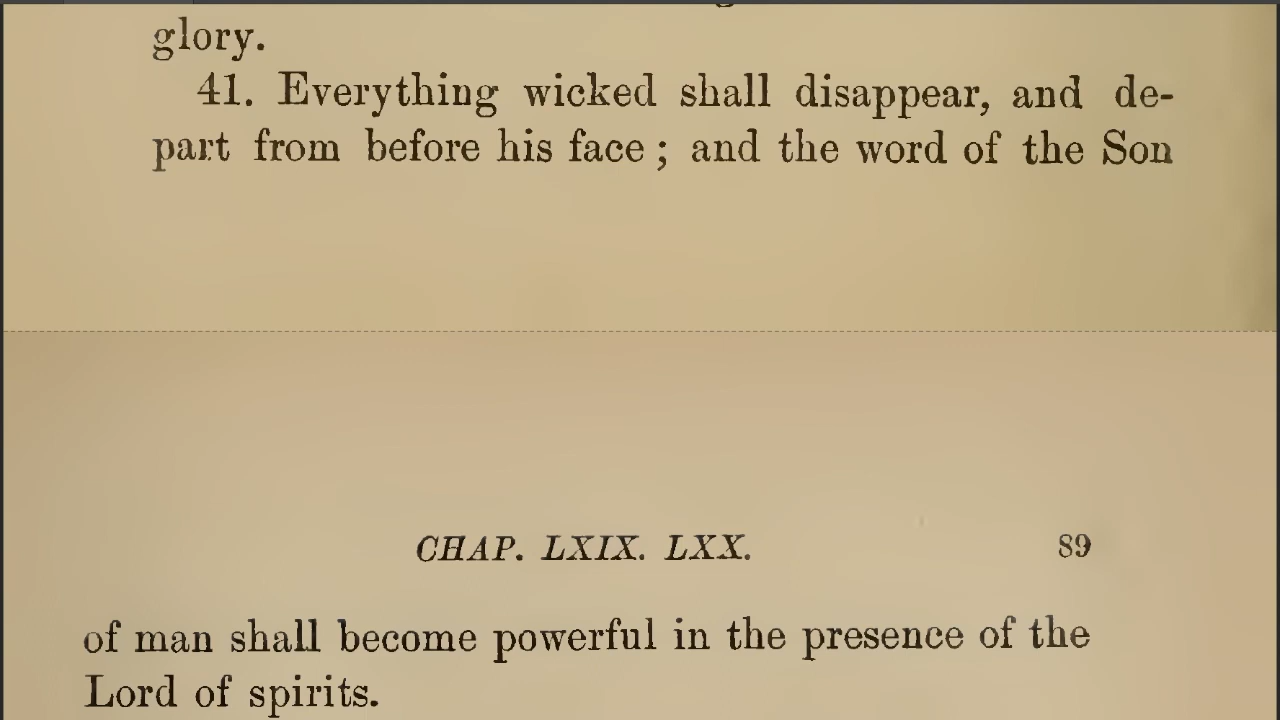 glory.
41. Everything wicked shall disappear, and de-
part from before his face ; and the word of the Son
CHAP. LXIX. LXX. 89
of man shall become powerful in the presence of the
Lord of spirits.